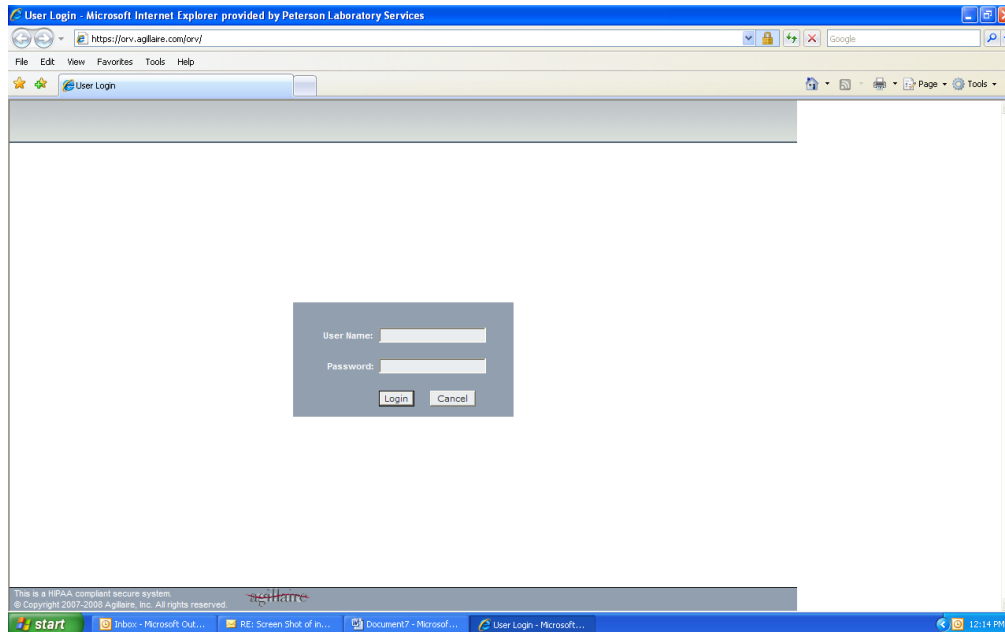 User Login - Microsoft Internet Explorer provided by Peterson Laboratory Services
https://orv.agillaire.com/orv/
Google
File Edit View Favorites Tools Help
User Login
Page Tools
User Name:
Password:
Login Cancel
This is a HIPAA compliant secure system.
© Copyright 2007-2008 Agillaire, Inc. All rights reserved.
agillaire
start Inbox - Microsoft Out... RE: Screen Shot of in... Document7 - Microsof... User Login - Microsoft... 12:14 PM